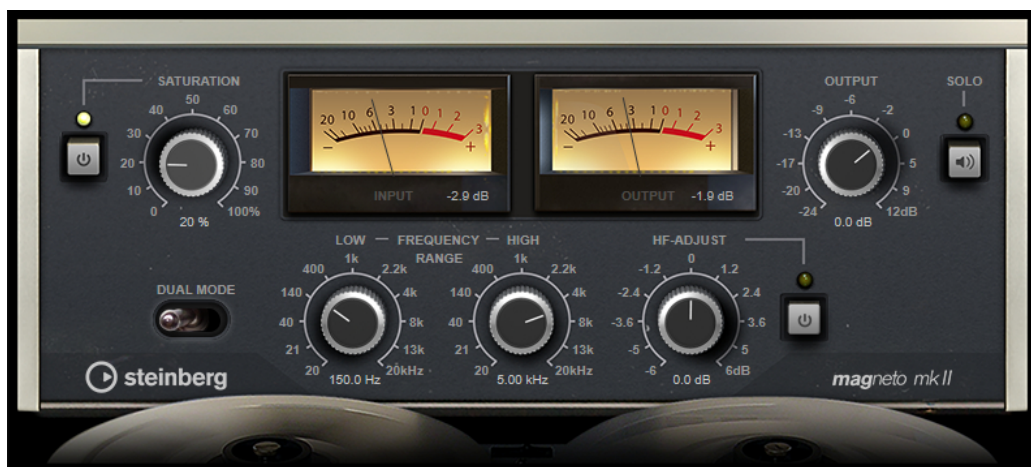 SATURATION
0 10 20 30 40 50 60 70 80 90 100%
20 %
20 10 6 3 1 0 1 2 3
- +
INPUT -2.9 dB
20 10 6 3 1 0 1 2 3
- +
OUTPUT -1.9 dB
OUTPUT
-24 -20 -17 -13 -9 -6 -2 0 5 9 12dB
0.0 dB
SOLO
DUAL MODE
LOW — FREQUENCY — HIGH
RANGE
20 21 40 140 400 1k 2.2k 4k 8k 13k 20kHz
150.0 Hz
20 21 40 140 400 1k 2.2k 4k 8k 13k 20kHz
5.00 kHz
HF-ADJUST
-6 -5 -3.6 -2.4 -1.2 0 1.2 2.4 3.6 5 6dB
0.0 dB
steinberg
magneto mkII